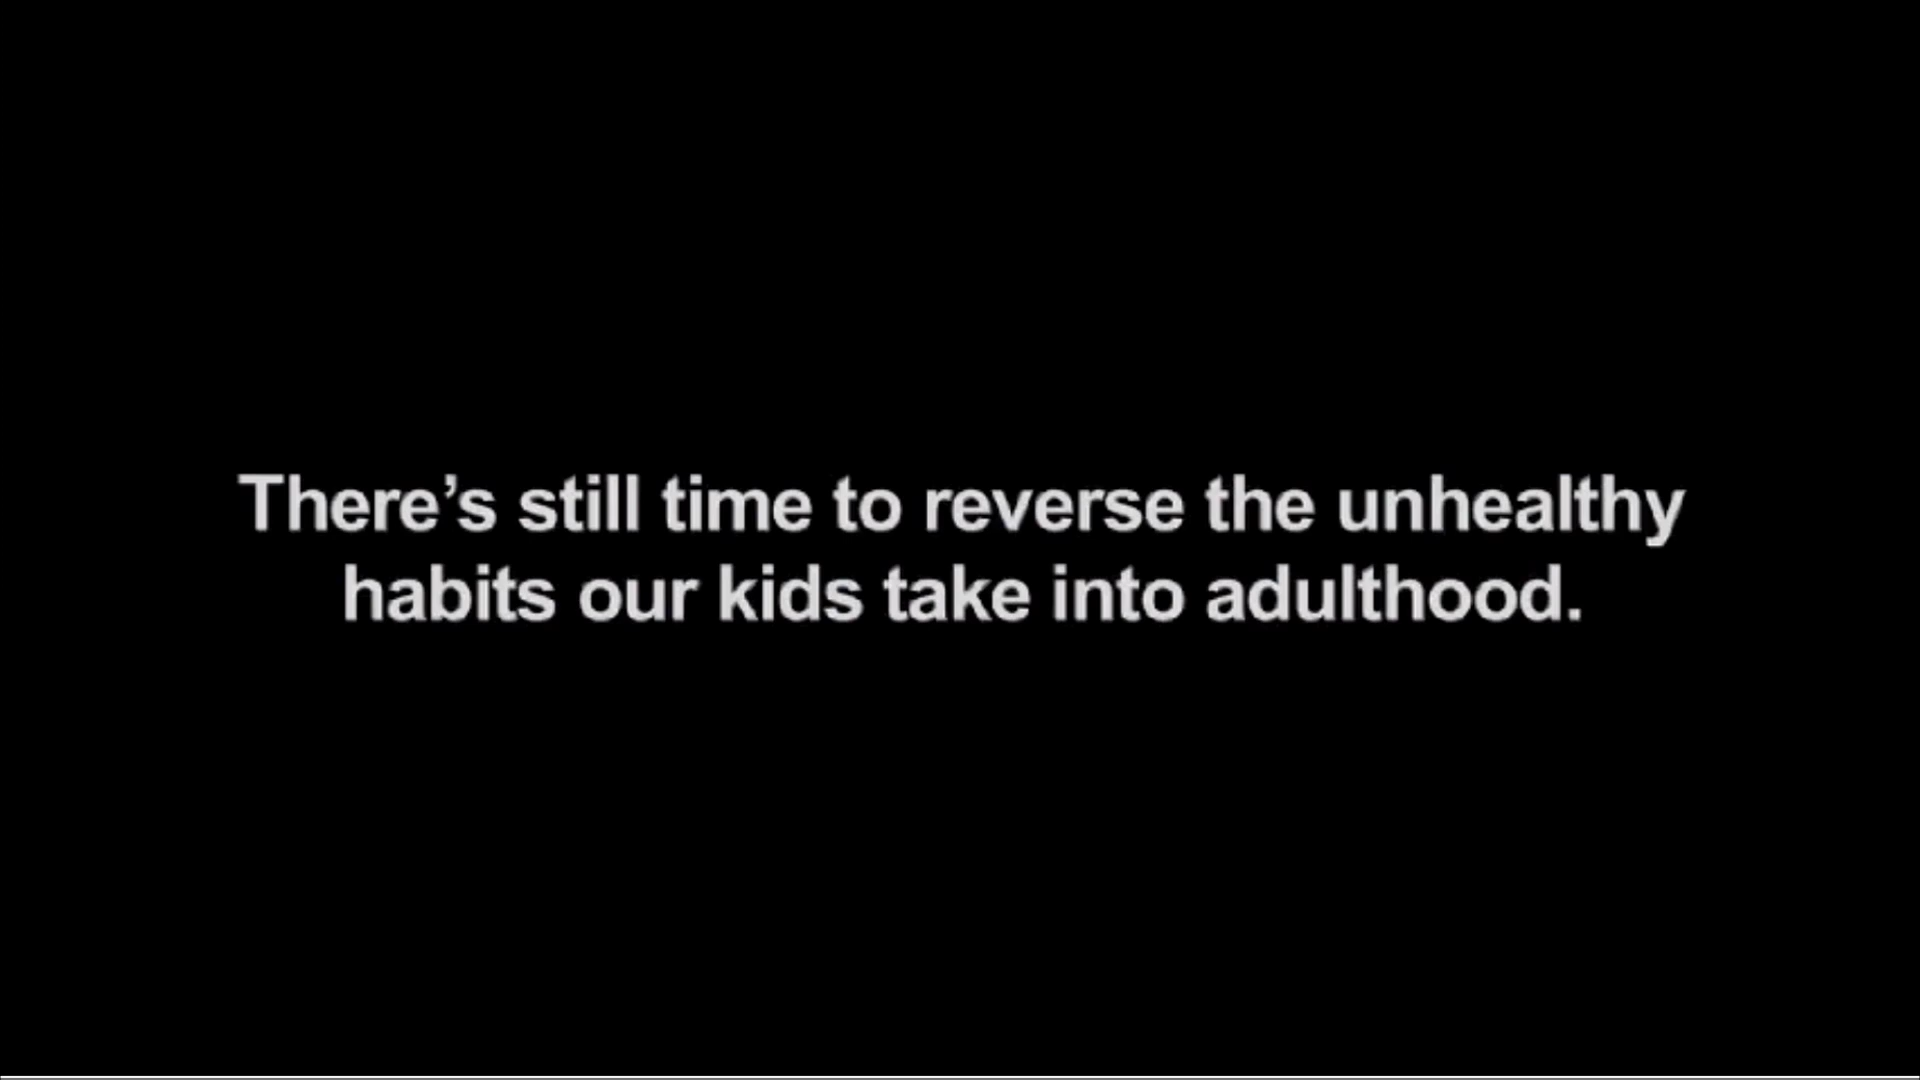 There’s still time to reverse the unhealthy
habits our kids take into adulthood.